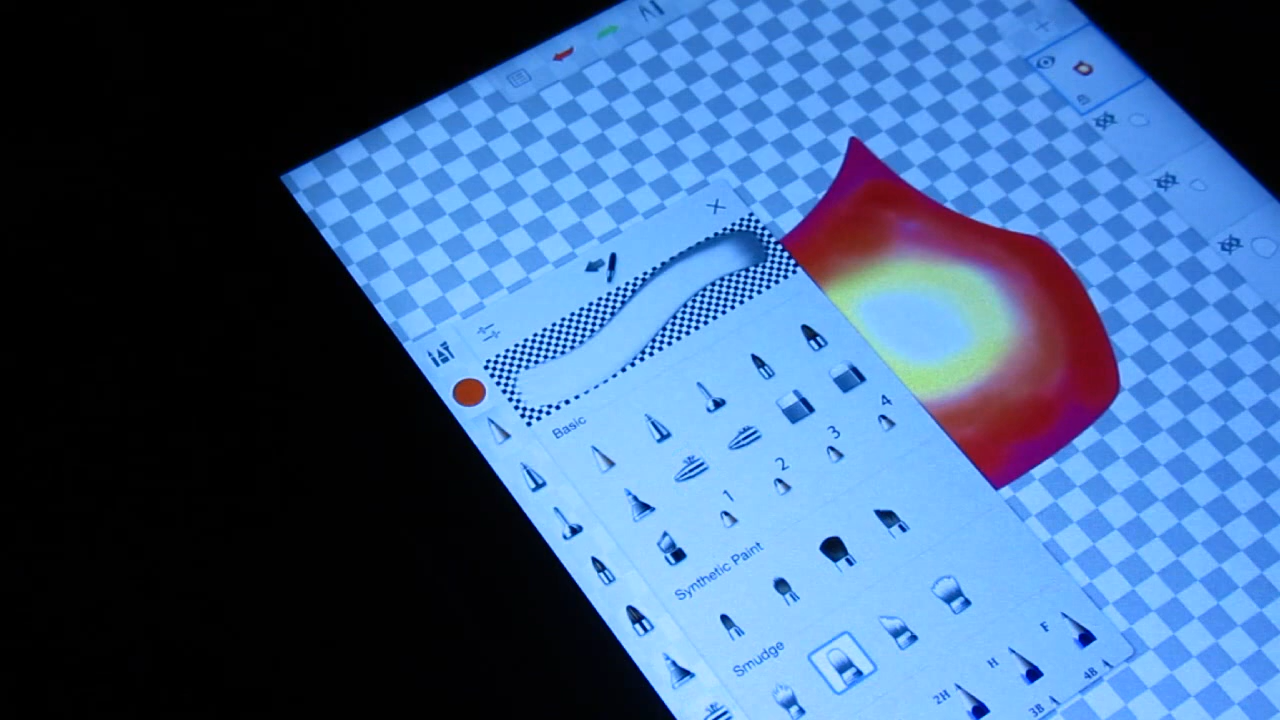 Basic
1 2 3 4
Synthetic Paint
Smudge
2H H F
3B 4B